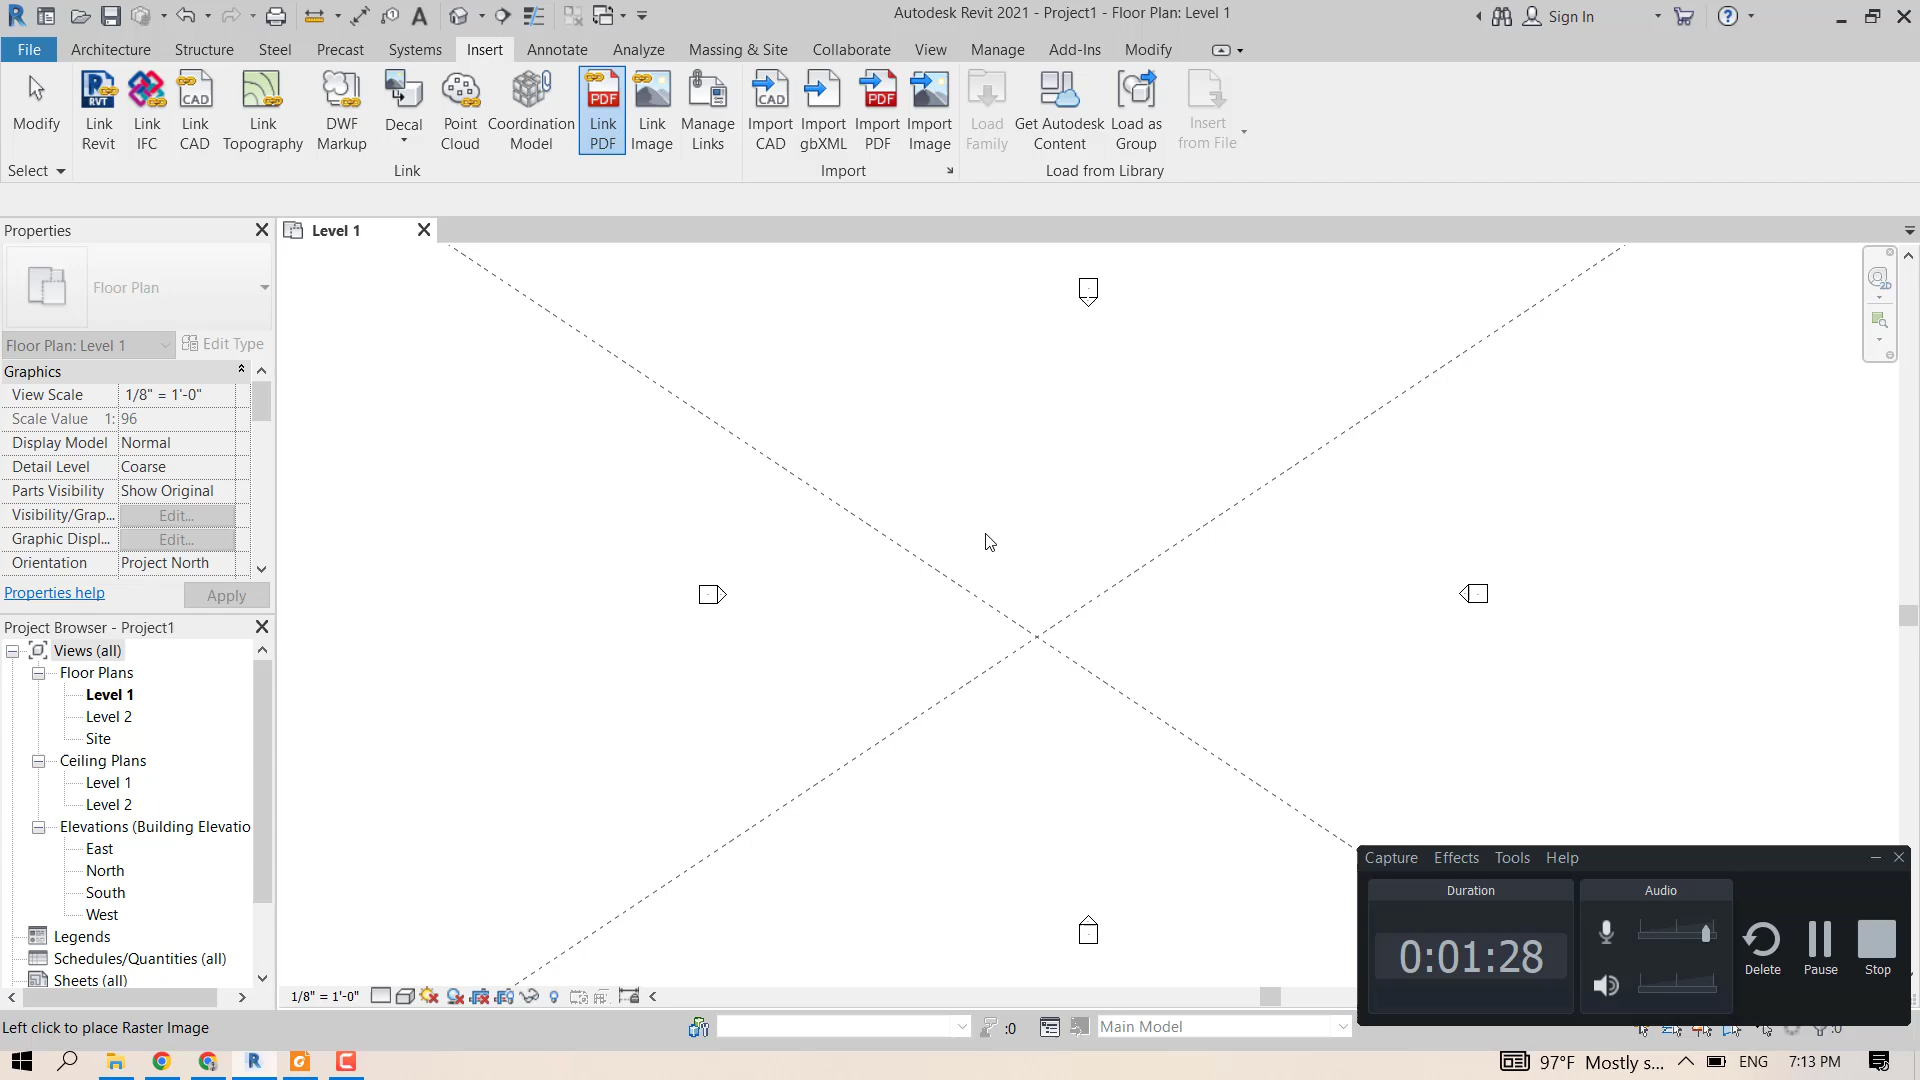 Autodesk Revit 2021 - Project1 - Floor Plan: Level 1
Sign In
File Architecture Structure Steel Precast Systems Insert Annotate Analyze Massing & Site Collaborate View Manage Add-Ins Modify
Modify
Link Revit
Link IFC
Link CAD
Link Topography
DWF Markup
Decal
Point Cloud
Coordination Model
Link PDF
Link Image
Manage Links
Import CAD
Import gbXML
Import PDF
Import Image
Load Family
Get Autodesk Content
Load as Group
Insert from File
Select
Link
Import
Load from Library
Properties
Level 1
Floor Plan
Floor Plan: Level 1
Edit Type
Graphics
View Scale 1/8" = 1'-0"
Scale Value 1: 96
Display Model Normal
Detail Level Coarse
Parts Visibility Show Original
Visibility/Grap... Edit...
Graphic Displ... Edit...
Orientation Project North
Properties help
Apply
Project Browser - Project1
Views (all)
Floor Plans
Level 1
Level 2
Site
Ceiling Plans
Level 1
Level 2
Elevations (Building Elevatio
East
North
South
West
Legends
Schedules/Quantities (all)
Sheets (all)
1/8" = 1'-0"
Left click to place Raster Image
:0
Main Model
:0
Capture Effects Tools Help
Duration
Audio
0:01:28
Delete
Pause
Stop
97°F Mostly s...
ENG
7:13 PM